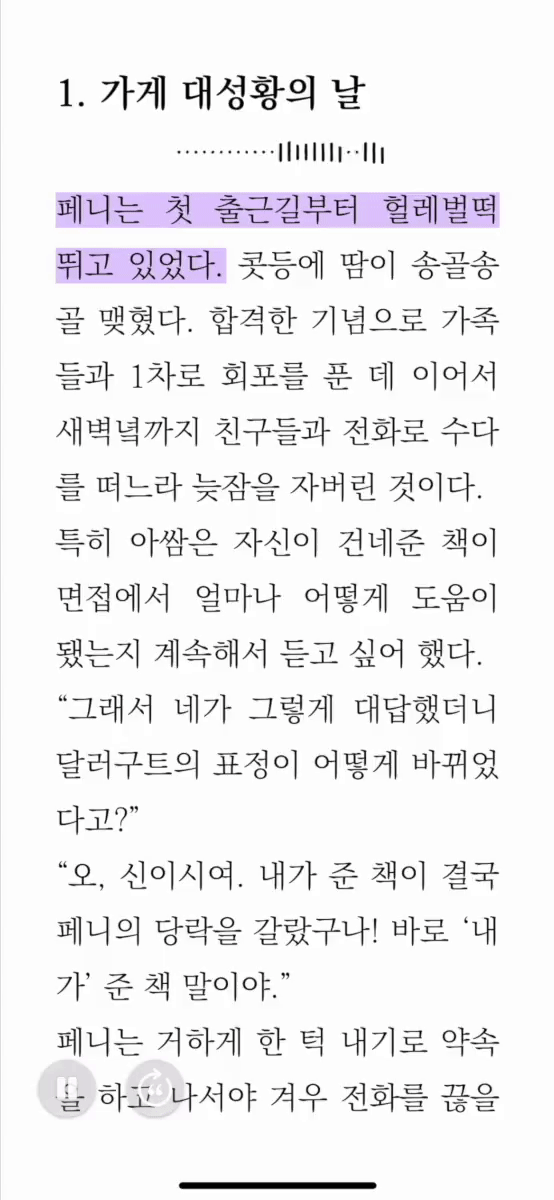 1. 가게 대성황의 날
페니는 첫 출근길부터 헐레벌떡
뛰고 있었다. 콧등에 땀이 송골송
골 맺혔다. 합격한 기념으로 가족
들과 1차로 회포를 푼 데 이어서
새벽녘까지 친구들과 전화로 수다
를 떠느라 늦잠을 자버린 것이다.
특히 아쌈은 자신이 건네준 책이
면접에서 얼마나 어떻게 도움이
됐는지 계속해서 듣고 싶어 했다.
“그래서 네가 그렇게 대답했더니
달러구트의 표정이 어떻게 바뀌었
다고?”
“오, 신이시여. 내가 준 책이 결국
페니의 당락을 갈랐구나! 바로 ‘내
가’ 준 책 말이야.”
페니는 거하게 한 턱 내기로 약속
을 하고 나서야 겨우 전화를 끊을